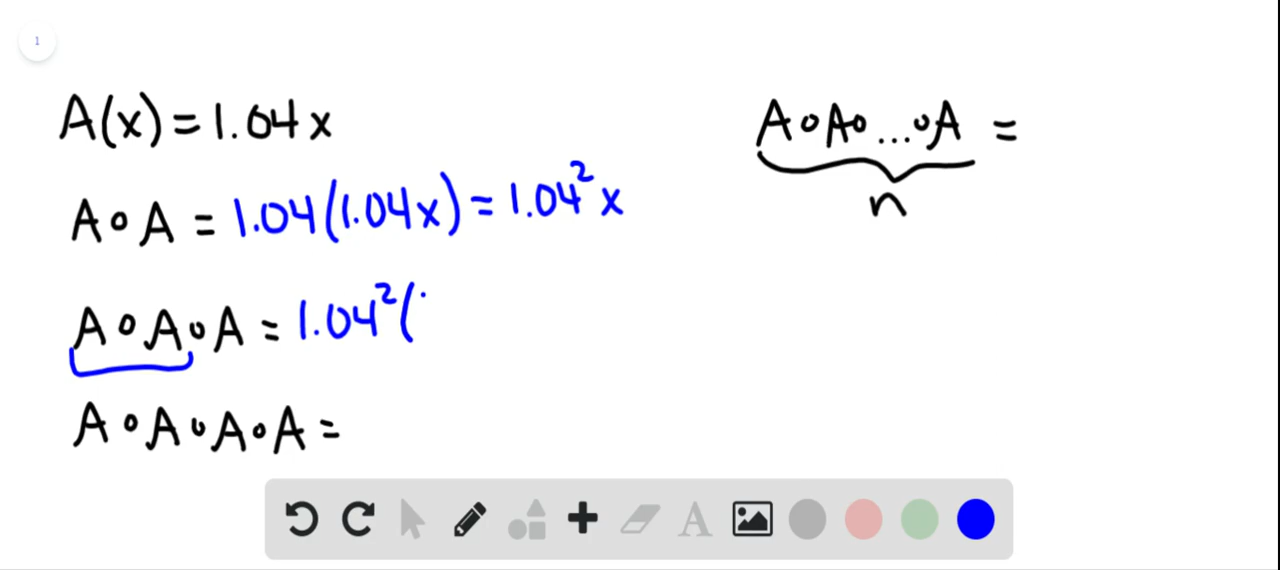 1
A(x) = 1.04x
A∘A = 1.04(1.04x) = 1.04²x
A∘A∘A = 1.04²(
A∘A∘A∘A =
A∘A∘...∘A =
n
A